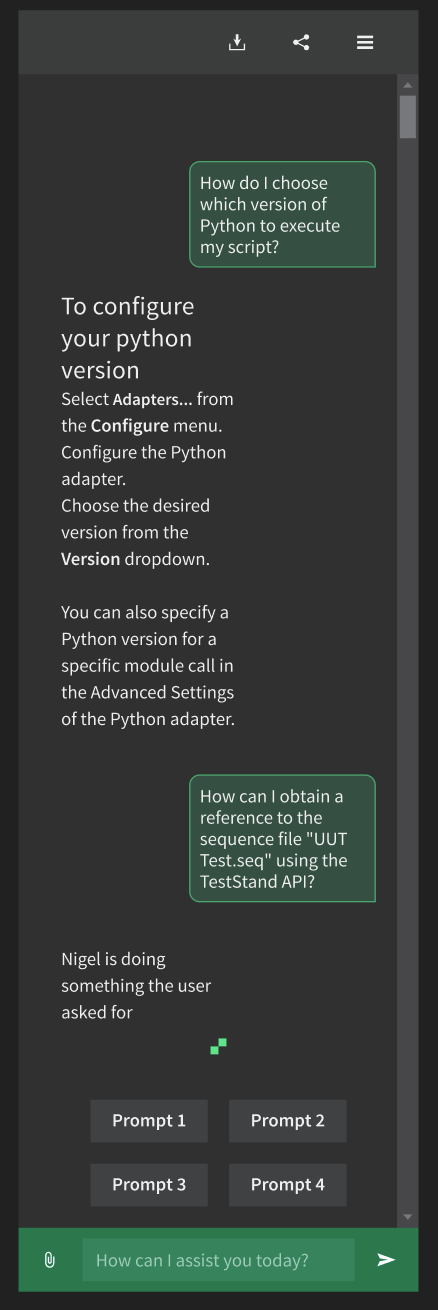 How do I choose
which version of
Python to execute
my script?
To configure
your python
version
Select Adapters... from
the Configure menu.
Configure the Python
adapter.
Choose the desired
version from the
Version dropdown.
You can also specify a
Python version for a
specific module call in
the Advanced Settings
of the Python adapter.
How can I obtain a
reference to the
sequence file "UUT
Test.seq" using the
TestStand API?
Nigel is doing
something the user
asked for
Prompt 1
Prompt 2
Prompt 3
Prompt 4
How can I assist you today?